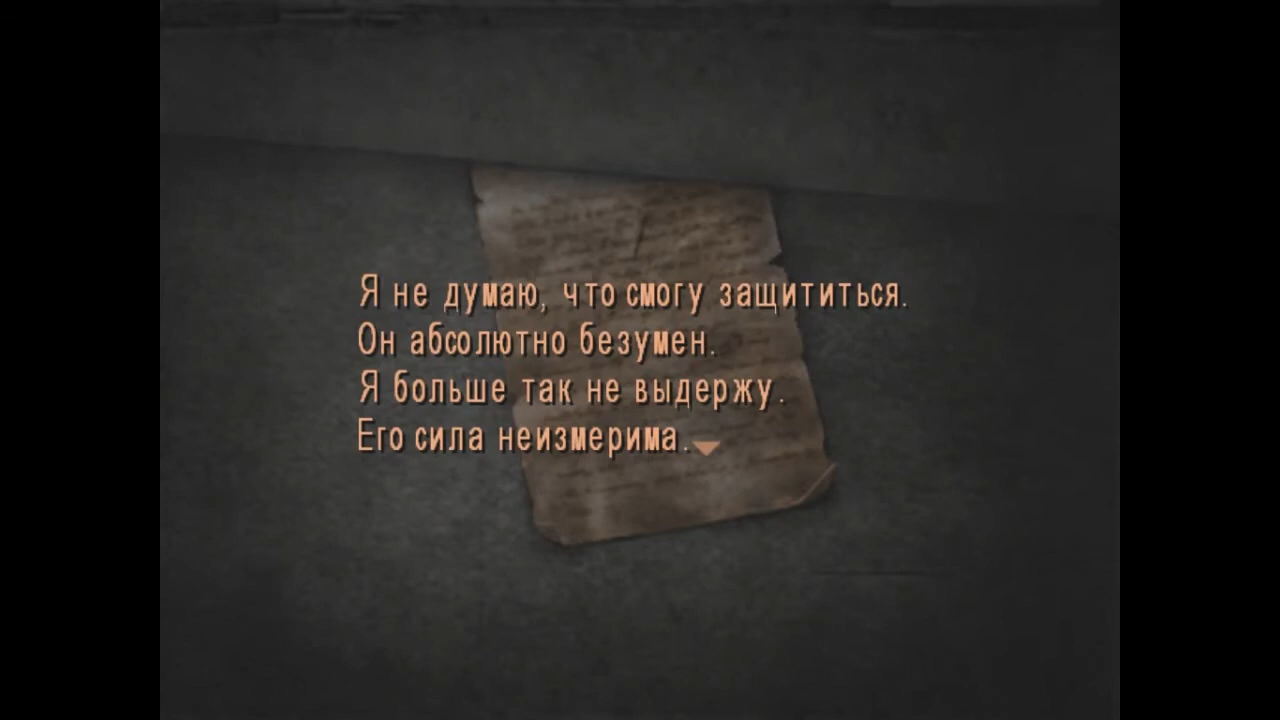 Я не думаю, что смогу защититься.
Он абсолютно безумен.
Я больше так не выдержу.
Его сила неизмерима.